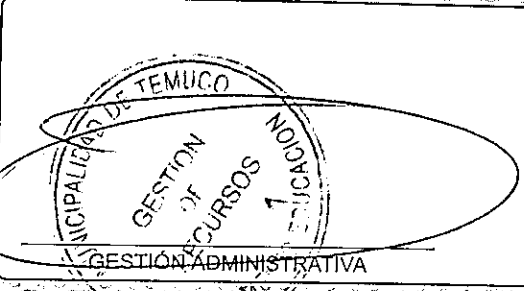 MUNICIPALIDAD DE TEMUCO
EDUCACION
GESTION
DE
RECURSOS
1
GESTIÓN ADMINISTRATIVA